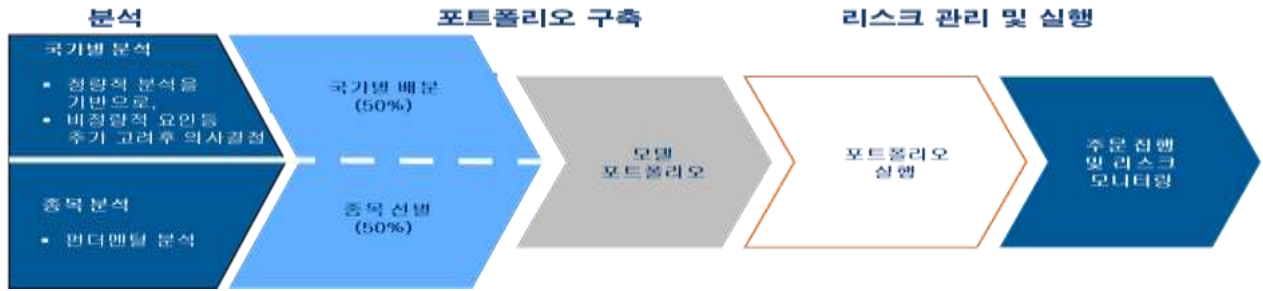 분석
포트폴리오 구축
리스크 관리 및 실행
국가별 분석
• 정량적 분석을
기반으로,
• 비정량적 요인등
추가 고려후 의사결정
종목 분석
• 펀더멘털 분석
국가별 배분
(50%)
종목 선별
(50%)
모델
포트폴리오
포트폴리오
실행
주문 집행
및 리스크
모니터링